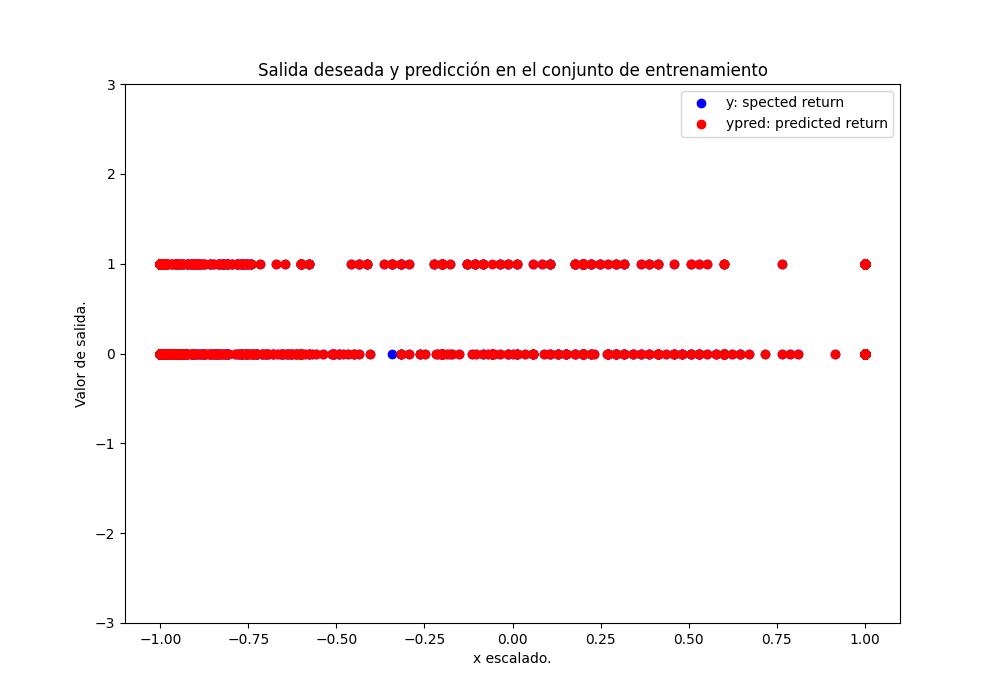 Salida deseada y predicción en el conjunto de entrenamiento
y: spected return
ypred: predicted return
3
2
1
0
−1
−2
−3
Valor de salida.
−1.00 −0.75 −0.50 −0.25 0.00 0.25 0.50 0.75 1.00
x escalado.